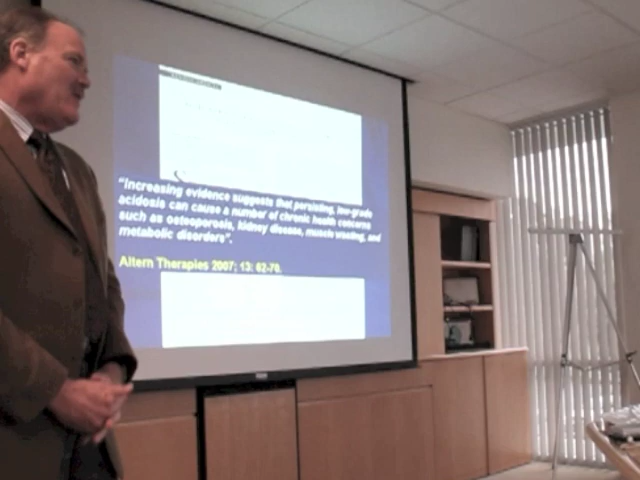 "Increasing evidence suggests that persisting, low-grade
acidosis can cause a number of chronic health concerns
such as osteoporosis, kidney disease, muscle wasting, and
metabolic disorders".
Altern Therapies 2007; 13: 62-70.